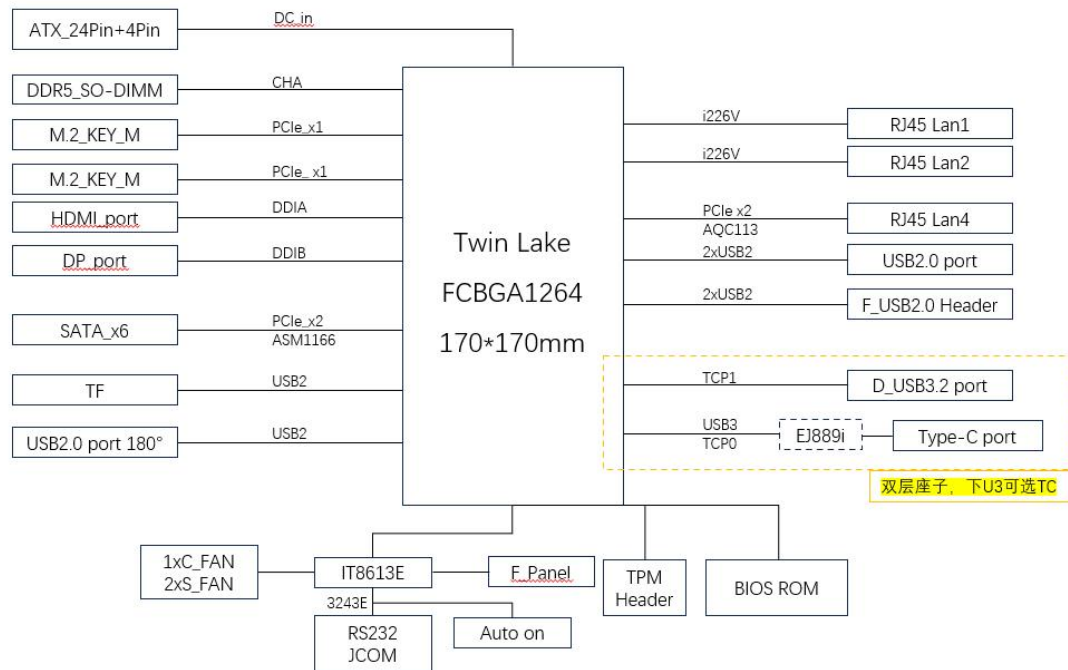 ATX_24Pin+4Pin
DC_in
DDR5_SO-DIMM
CHA
M.2_KEY_M
PCIe_x1
M.2_KEY_M
PCIe_ x1
HDMI_port
DDIA
DP_port
DDIB
SATA_x6
PCIe_x2
ASM1166
TF
USB2
USB2.0 port 180°
USB2
Twin Lake
FCBGA1264
170*170mm
i226V
RJ45 Lan1
i226V
RJ45 Lan2
PCIe x2
AQC113
RJ45 Lan4
2xUSB2
USB2.0 port
2xUSB2
F_USB2.0 Header
TCP1
D_USB3.2 port
USB3
TCP0
EJ889i
Type-C port
双层座子，下U3可选TC
1xC_FAN
2xS_FAN
IT8613E
F_Panel
TPM
Header
BIOS ROM
3243E
RS232
JCOM
Auto on